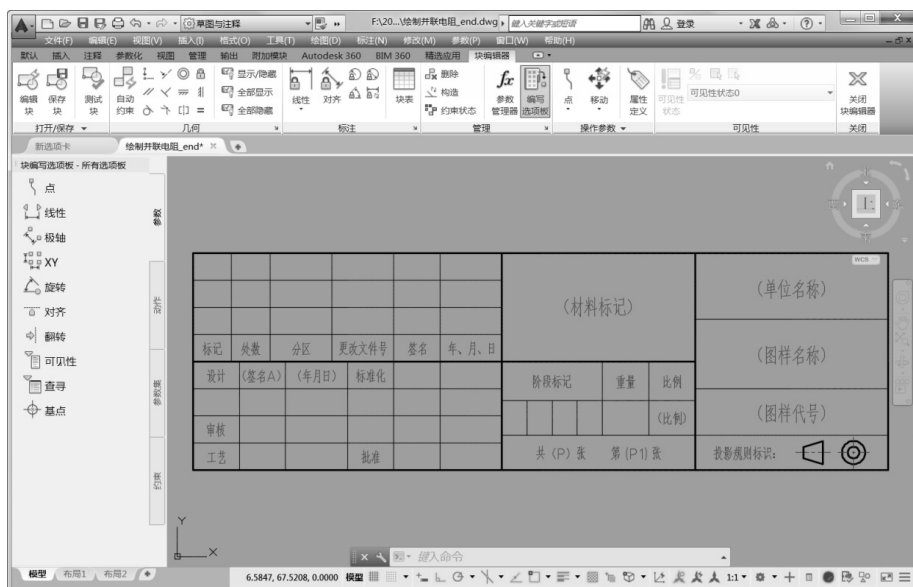 草图与注释 F:\20...\绘制并联电阻_end.dwg 键入关键字或短语 登录
文件(F) 编辑(E) 视图(V) 插入(I) 格式(O) 工具(T) 绘图(D) 标注(N) 修改(M) 参数(P) 窗口(W) 帮助(H)
默认 插入 注释 参数化 视图 管理 输出 附加模块 Autodesk 360 BIM 360 精选应用 块编辑器
显示/隐藏 删除
全部显示 构造 可见性状态0
全部隐藏 约束状态
编辑块 保存块 测试块 自动约束 线性 对齐 块表 参数管理器 编写选项板 点 移动 属性定义 可见性状态 关闭块编辑器
打开/保存 几何 标注 管理 操作参数 可见性 关闭
新选项卡 绘制并联电阻_end*
块编写选项板 - 所有选项板
点
线性
极轴
XY
旋转
对齐
翻转
可见性
查寻
基点
参数
动作
参数集
约束
上
WCS
(单位名称)
(材料标记)
标记 处数 分区 更改文件号 签名 年、月、日
(图样名称)
设计 (签名A) (年月日) 标准化
阶段标记 重量 比例
(比例) (图样代号)
审核
工艺 批准 共 (P) 张 第 (P1) 张 投影规则标识:
Y
X
键入命令
模型 布局1 布局2 6.5847, 67.5208, 0.0000 模型 1:1